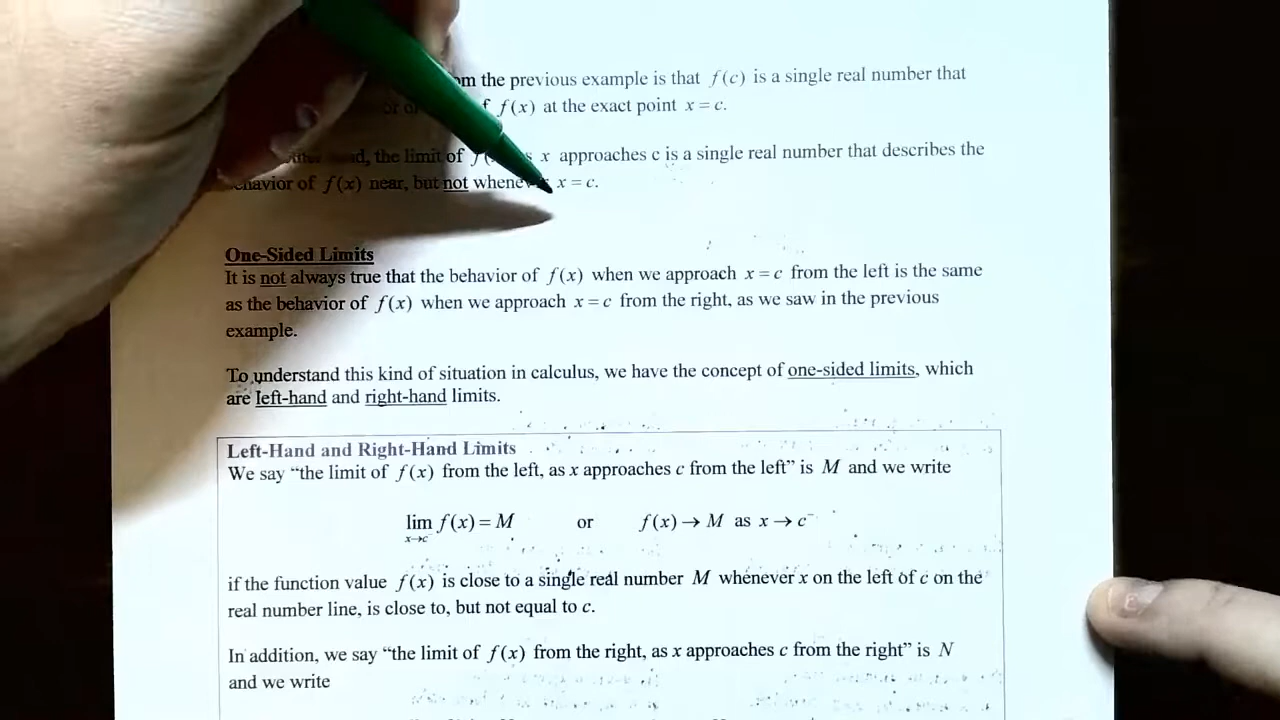 the previous example is that f(c) is a single real number that
f(x) at the exact point x = c.
the limit of x approaches c is a single real number that describes the
of f(x) near, but not x = c.
One-Sided Limits
It is not always true that the behavior of f(x) when we approach x = c from the left is the same
as the behavior of f(x) when we approach x = c from the right, as we saw in the previous
example.
To understand this kind of situation in calculus, we have the concept of one-sided limits, which
are left-hand and right-hand limits.
Left-Hand and Right-Hand Limits
We say “the limit of f(x) from the left, as x approaches c from the left” is M and we write
lim f(x) = M or f(x) → M as x → c⁻
x→c
if the function value f(x) is close to a single real number M whenever x on the left of c on the
real number line, is close to, but not equal to c.
In addition, we say “the limit of f(x) from the right, as x approaches c from the right” is N
and we write